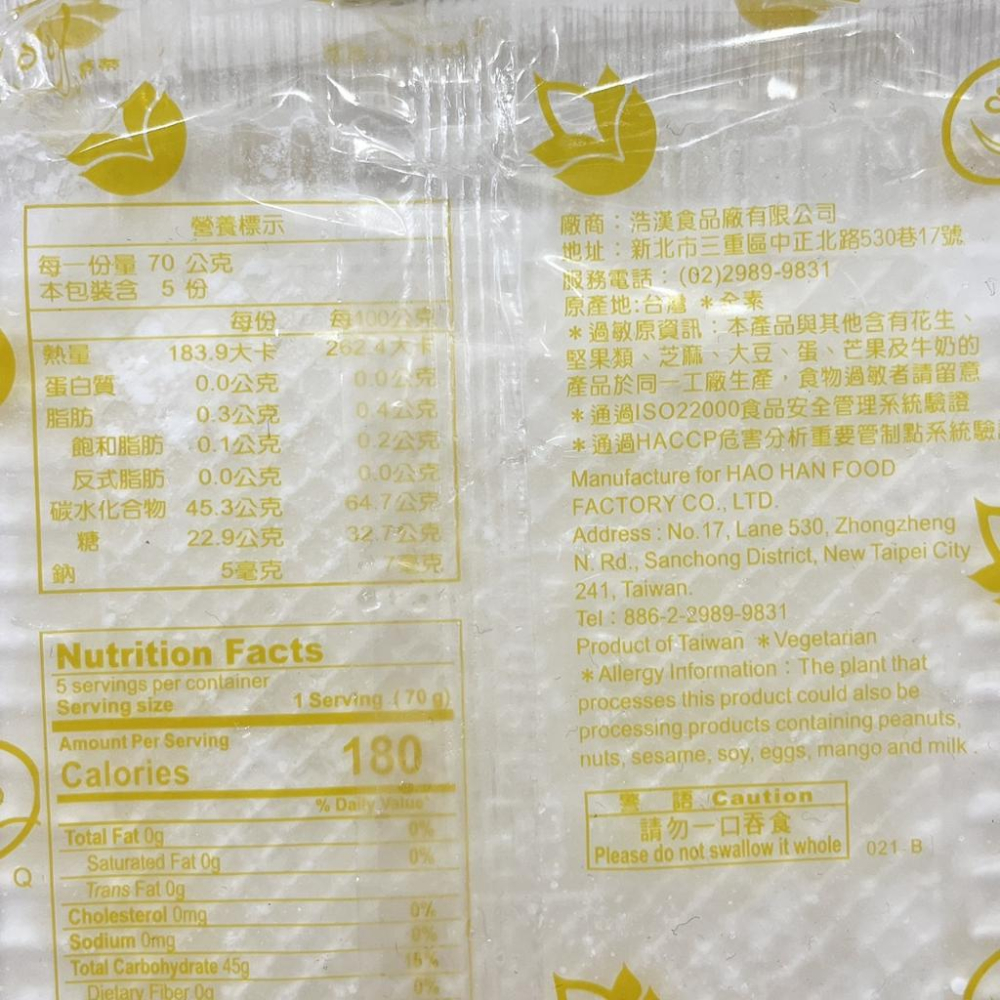 營養標示
每一份量 70 公克
本包裝含 5 份
每份 每100公克
熱量 183.9大卡 262.4大卡
蛋白質 0.0公克 0.0公克
脂肪 0.3公克 0.4公克
飽和脂肪 0.1公克 0.2公克
反式脂肪 0.0公克 0.0公克
碳水化合物 45.3公克 64.7公克
糖 22.9公克 32.7公克
鈉 5毫克 7毫克
Nutrition Facts
5 servings per container
Serving size 1 Serving (70 g)
Amount Per Serving
Calories 180
% Daily Value*
Total Fat 0g 0%
Saturated Fat 0g 0%
Trans Fat 0g
Cholesterol 0mg 0%
Sodium 0mg 0%
Total Carbohydrate 45g 16%
Dietary Fiber 0g 0%
廠商：浩漢食品廠有限公司
地址：新北市三重區中正北路530巷17號
服務電話：(02)2989-9831
原產地:台灣 ＊全素
＊過敏原資訊：本產品與其他含有花生、
堅果類、芝麻、大豆、蛋、芒果及牛奶的
產品於同一工廠生產，食物過敏者請留意
＊通過ISO22000食品安全管理系統驗證
＊通過HACCP危害分析重要管制點系統驗
Manufacture for HAO HAN FOOD
FACTORY CO., LTD.
Address : No.17, Lane 530, Zhongzheng
N. Rd., Sanchong District, New Taipei City
241, Taiwan.
Tel : 886-2-2989-9831
Product of Taiwan ＊Vegetarian
＊Allergy Information : The plant that
processes this product could also be
processing products containing peanuts,
nuts, sesame, soy, eggs, mango and milk .
警 語 Caution
請勿一口吞食
Please do not swallow it whole
021 B
Q